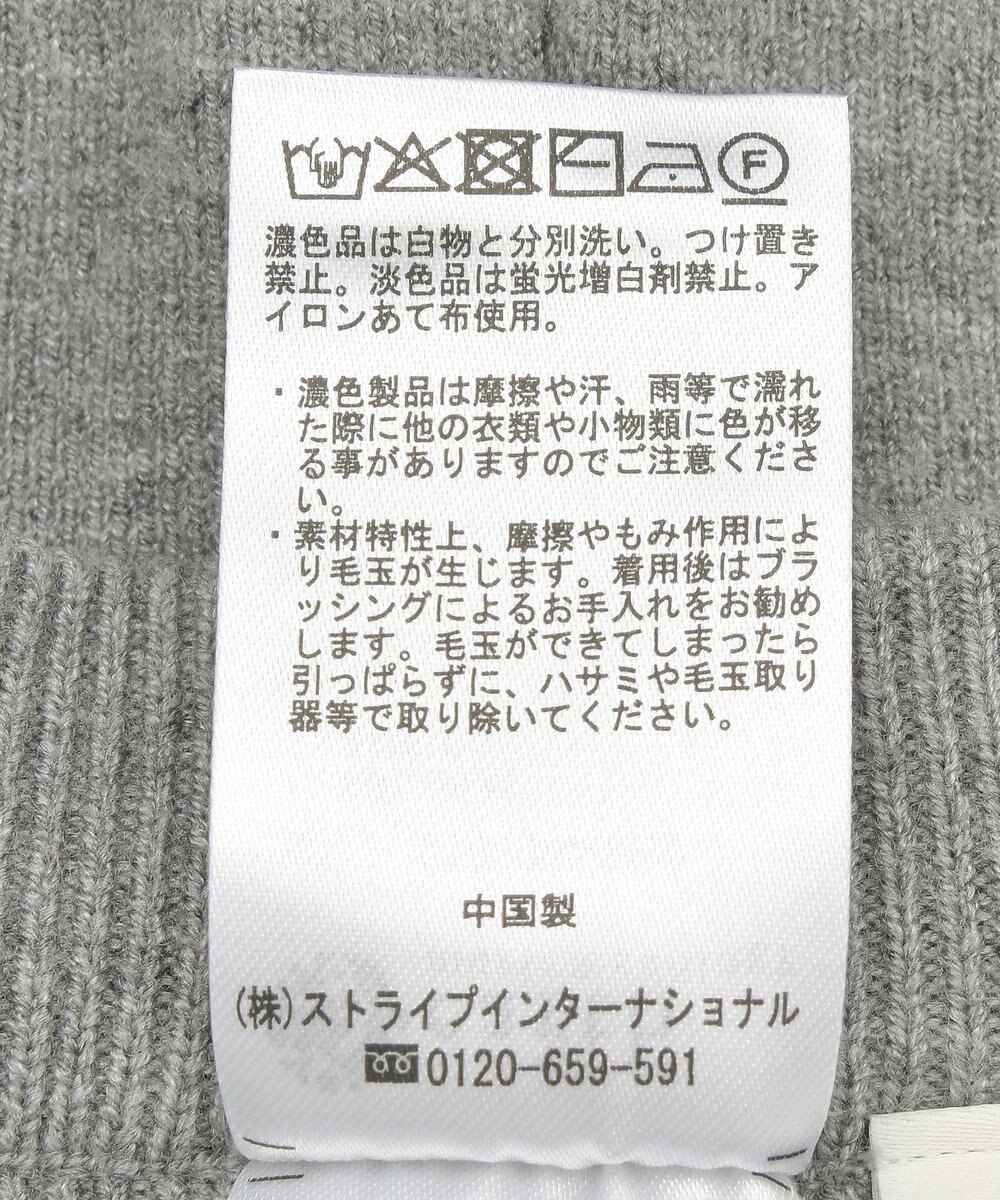 F
濃色品は白物と分別洗い。つけ置き
禁止。淡色品は蛍光増白剤禁止。ア
イロンあて布使用。
・濃色製品は摩擦や汗、雨等で濡れ
た際に他の衣類や小物類に色が移
る事がありますのでご注意くださ
い。
・素材特性上、摩擦やもみ作用によ
り毛玉が生じます。着用後はブラ
ッシングによるお手入れをお勧め
します。毛玉ができてしまったら
引っぱらずに、ハサミや毛玉取り
器等で取り除いてください。
中国製
(株)ストライプインターナショナル
0120-659-591